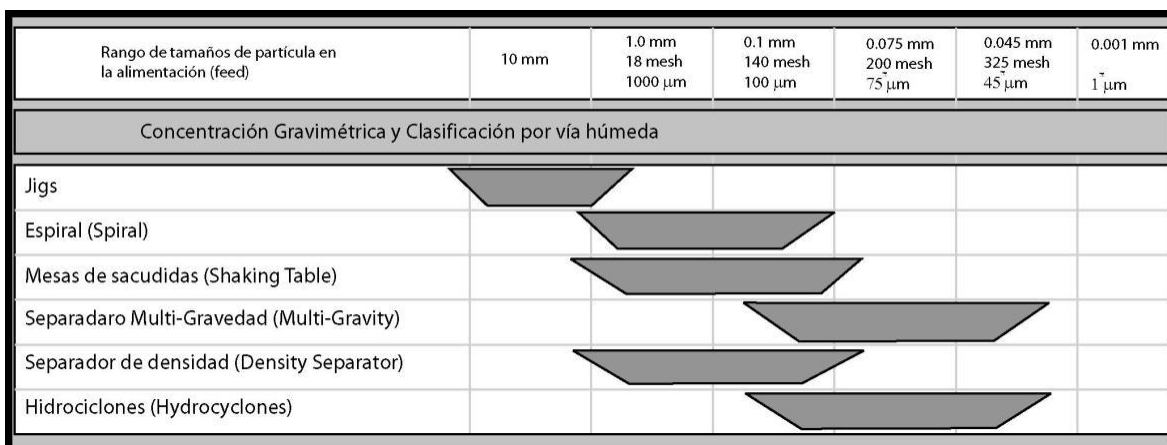 Rango de tamaños de partícula en
la alimentación (feed)
10 mm
1.0 mm
18 mesh
1000 µm
0.1 mm
140 mesh
100 µm
0.075 mm
200 mesh
75 µm
0.045 mm
325 mesh
45 µm
0.001 mm
1 µm
Concentración Gravimétrica y Clasificación por vía húmeda
Jigs
Espiral (Spiral)
Mesas de sacudidas (Shaking Table)
Separadaro Multi-Gravedad (Multi-Gravity)
Separador de densidad (Density Separator)
Hidrociclones (Hydrocyclones)